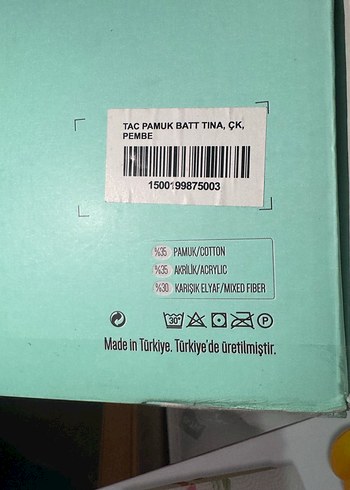 TAC PAMUK BATT TINA, ÇK,
PEMBE
1500199875003
%35 PAMUK/COTTON
%35 AKRİLİK/ACRYLIC
%30 KARIŞIK ELYAF/MIXED FIBER
30°
P
Made in Türkiye. Türkiye'de üretilmiştir.